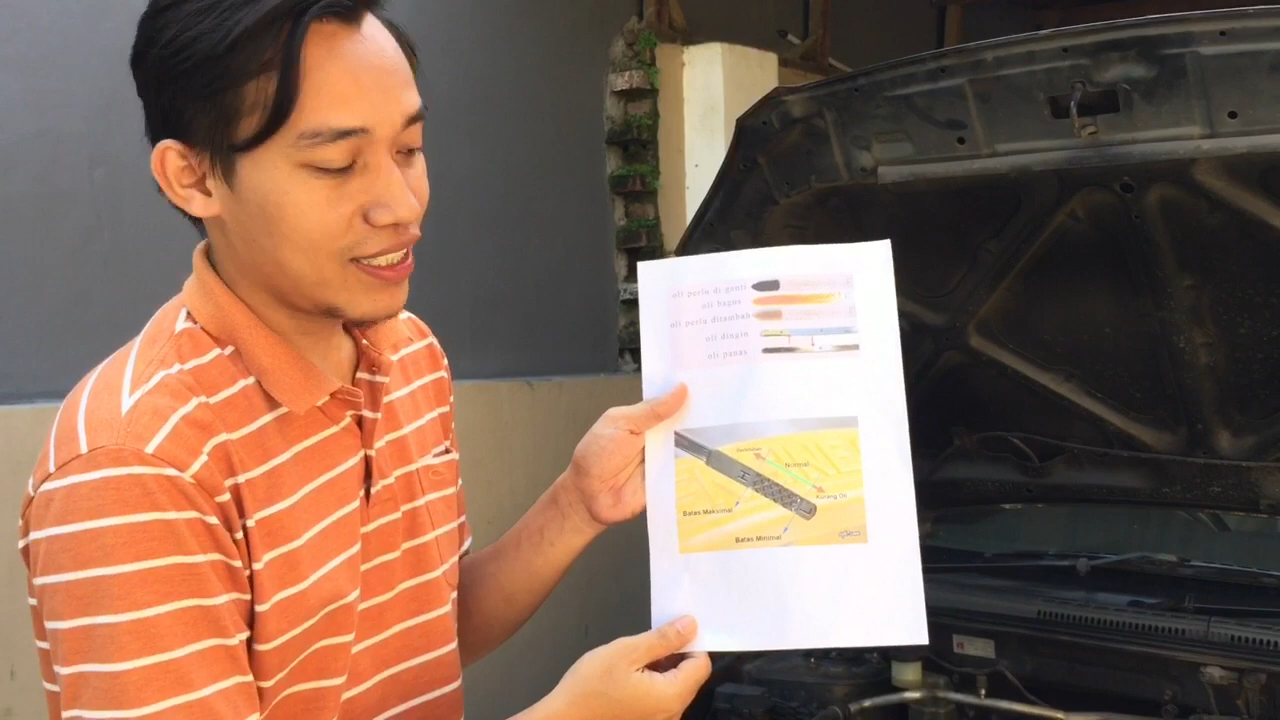 oli perlu di ganti
oli bagus
oli perlu ditambah
oli dingin
oli panas
Normal
Kurang Oli
Batas Maksimal
Batas Minimal